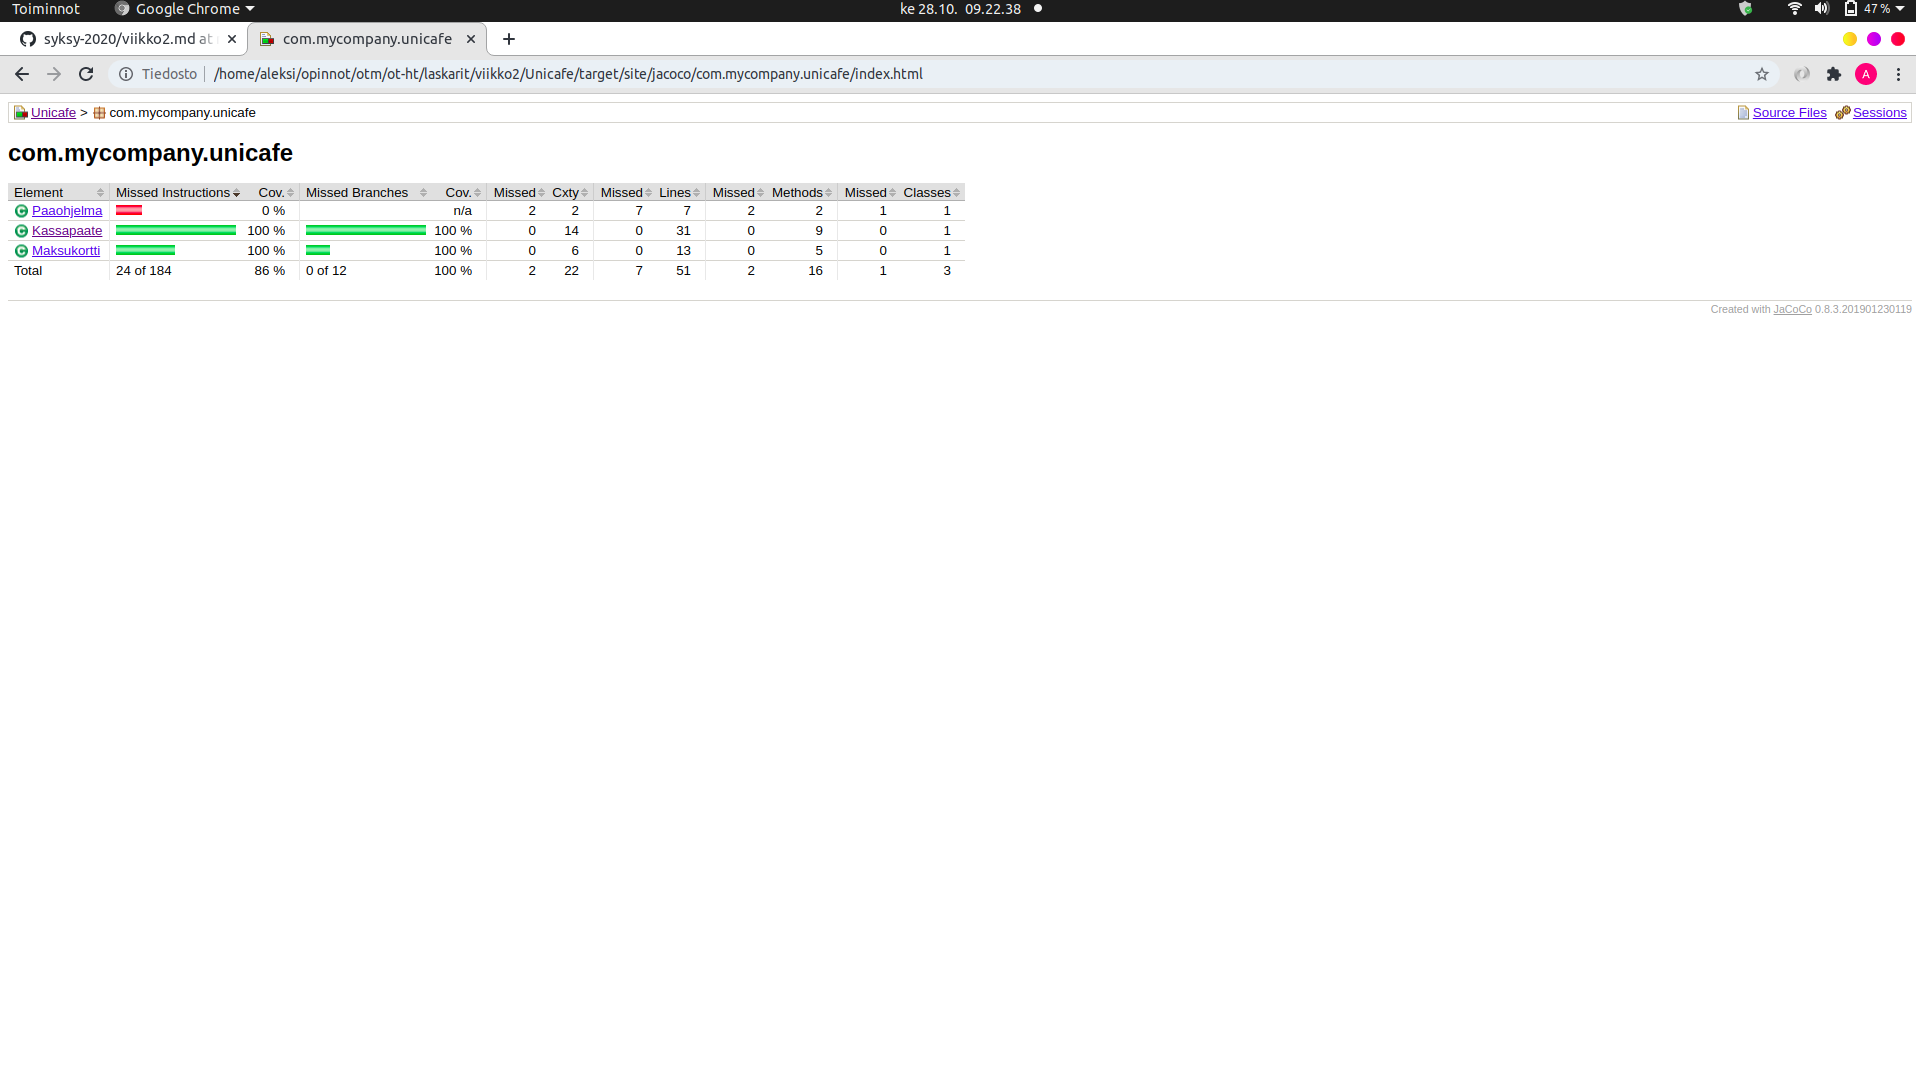 Toiminnot Google Chrome ke 28.10. 09.22.38 47 %
syksy-2020/viikko2.md at com.mycompany.unicafe
Tiedosto /home/aleksi/opinnot/otm/ot-ht/laskarit/viikko2/Unicafe/target/site/jacoco/com.mycompany.unicafe/index.html A
Unicafe > com.mycompany.unicafe Source Files Sessions
com.mycompany.unicafe
Element Missed Instructions Cov. Missed Branches Cov. Missed Cxty Missed Lines Missed Methods Missed Classes
Paaohjelma 0 % n/a 2 2 7 7 2 2 1 1
Kassapaate 100 % 100 % 0 14 0 31 0 9 0 1
Maksukortti 100 % 100 % 0 6 0 13 0 5 0 1
Total 24 of 184 86 % 0 of 12 100 % 2 22 7 51 2 16 1 3
Created with JaCoCo 0.8.3.201901230119